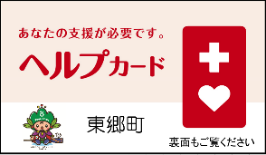 あなたの支援が必要です。
ヘルプカード
東郷町
裏面もご覧ください